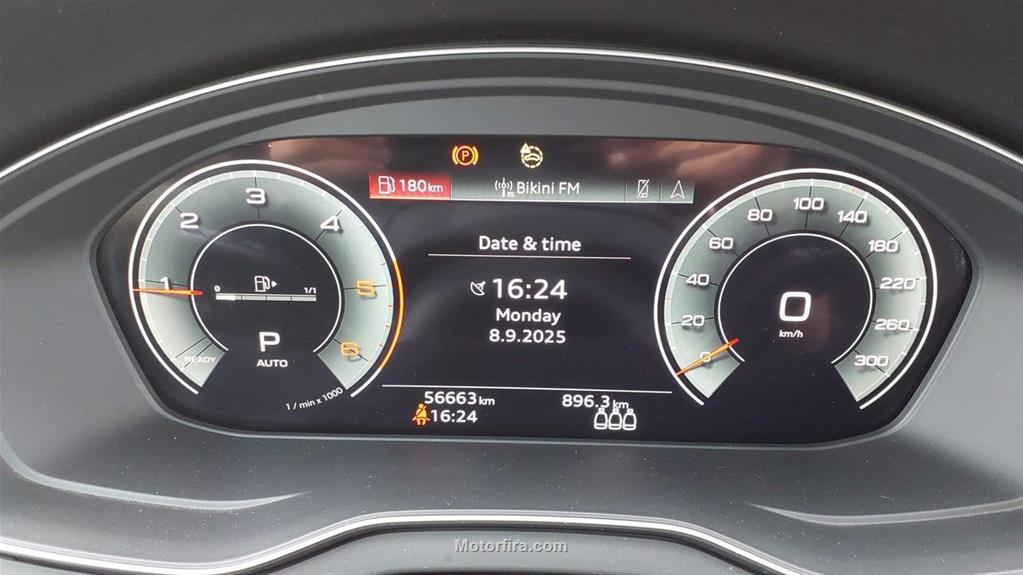 P
180 km
Bikini FM
Date & time
16:24
Monday
8.9.2025
56663 km
16:24
896.3 km
READY
1
2
3
4
5
6
0
1/1
P
AUTO
1 / min x 1000
0
20
40
60
80
100
140
180
220
260
300
0
km/h
Motorfira.com